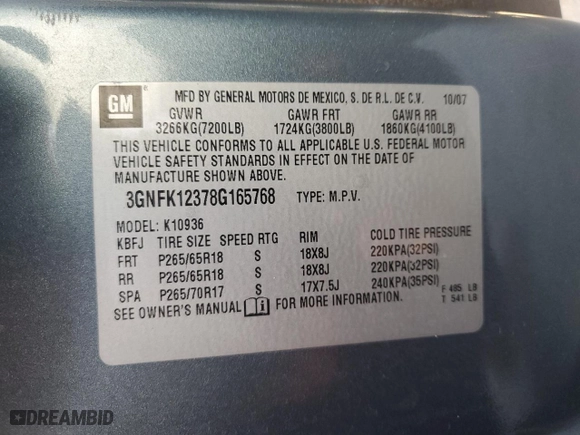 GM
MFD BY GENERAL MOTORS DE MEXICO, S. DE R.L. DE C.V. 10/07
GVWR GAWR FRT GAWR RR
3266KG(7200LB) 1724KG(3800LB) 1860KG(4100LB)
THIS VEHICLE CONFORMS TO ALL APPLICABLE U.S. FEDERAL MOTOR
VEHICLE SAFETY STANDARDS IN EFFECT ON THE DATE OF
MANUFACTURE SHOWN ABOVE.
3GNFK12378G165768 TYPE: M.P.V.
MODEL: K10936
KBFJ TIRE SIZE SPEED RTG RIM COLD TIRE PRESSURE
FRT P265/65R18 S 18X8J 220KPA(32PSI)
RR P265/65R18 S 18X8J 220KPA(32PSI)
SPA P265/70R17 S 17X7.5J 240KPA(35PSI) F 485 LB
T 541 LB
SEE OWNER'S MANUAL FOR MORE INFORMATION.
DREAMBID